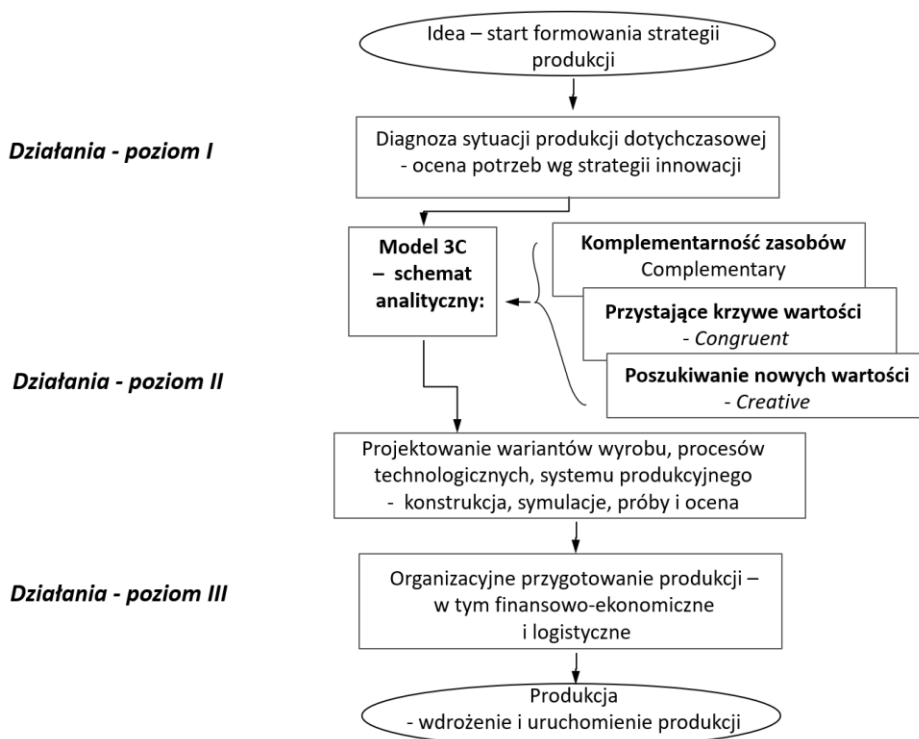 Idea – start formowania strategii
produkcji
Działania - poziom I
Diagnoza sytuacji produkcji dotychczasowej
- ocena potrzeb wg strategii innowacji
Model 3C
– schemat
analityczny:
Komplementarność zasobów
Complementary
Przystające krzywe wartości
- Congruent
Poszukiwanie nowych wartości
- Creative
Działania - poziom II
Projektowanie wariantów wyrobu, procesów
technologicznych, systemu produkcyjnego
- konstrukcja, symulacje, próby i ocena
Działania - poziom III
Organizacyjne przygotowanie produkcji –
w tym finansowo-ekonomiczne
i logistyczne
Produkcja
- wdrożenie i uruchomienie produkcji